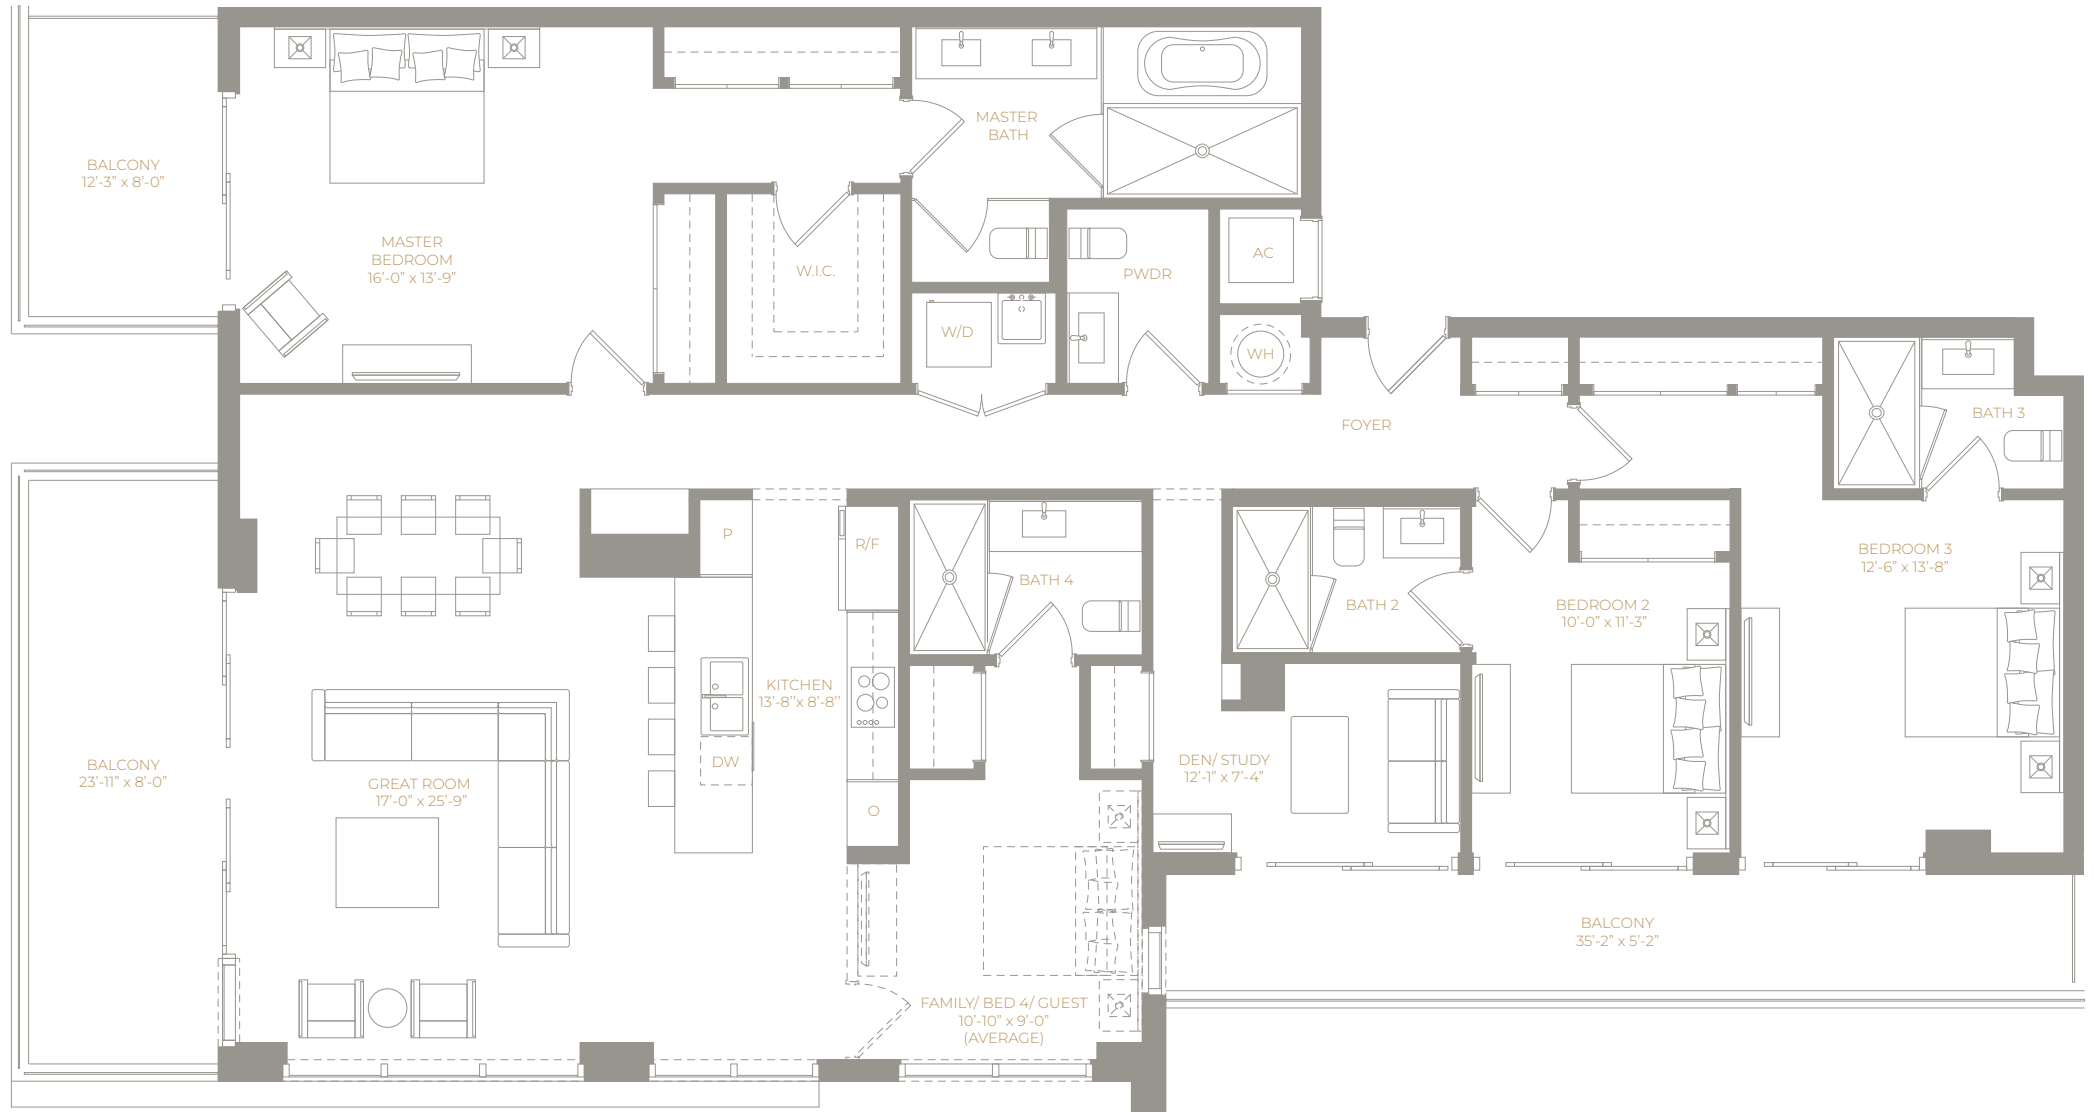 MASTER
BATH
BALCONY
12'-3" x 8'-0"
MASTER
BEDROOM
16'-0" x 13'-9"
W.I.C.
PWDR
AC
W/D
WH
FOYER
BATH 3
P
R/F
BATH 4
BATH 2
BEDROOM 2
10'-0" x 11'-3"
BEDROOM 3
12'-6" x 13'-8"
KITCHEN
13'-8''x 8'-8''
DW
O
BALCONY
23'-11" x 8'-0"
GREAT ROOM
17'-0" x 25'-9"
DEN/ STUDY
12'-1" x 7'-4"
BALCONY
35'-2" x 5'-2"
FAMILY/ BED 4/ GUEST
10'-10" x 9'-0"
(AVERAGE)